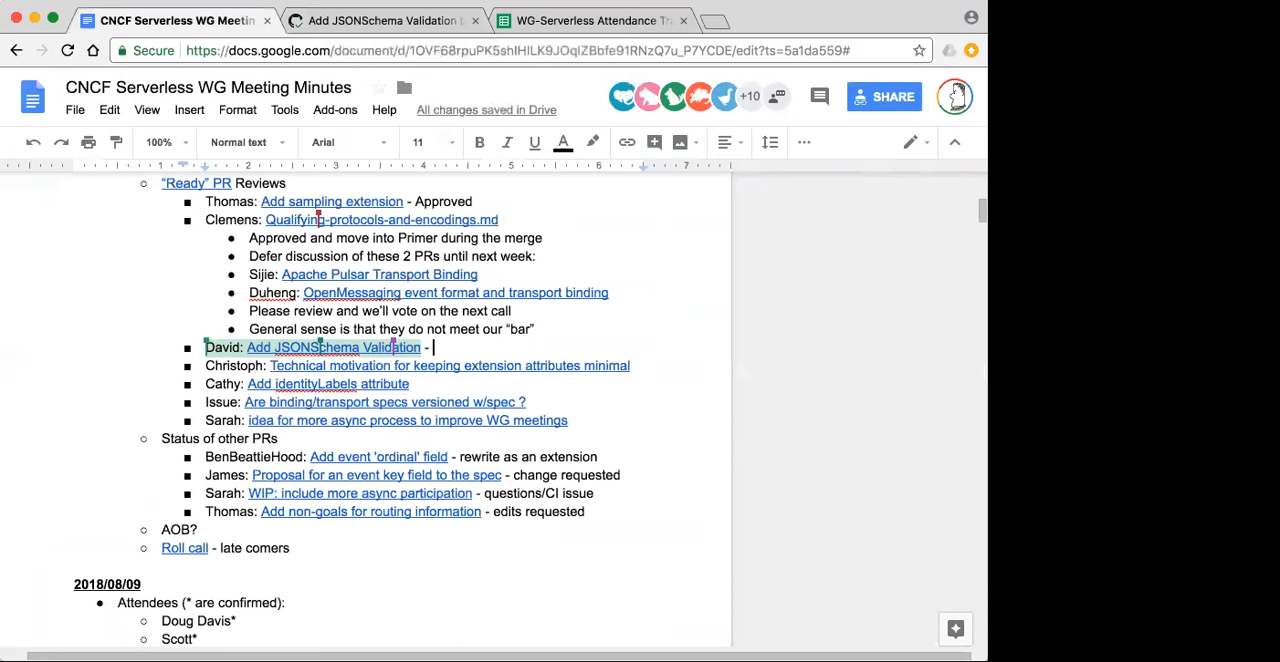 CNCF Serverless WG Meetin
Add JSONSchema Validation b
WG-Serverless Attendance Tra
Secure
https://docs.google.com/document/d/1OVF68rpuPK5shIHILK9JOqlZBbfe91RNzQ7u_P7YCDE/edit?ts=5a1da559#
CNCF Serverless WG Meeting Minutes
File Edit View Insert Format Tools Add-ons Help All changes saved in Drive
+10
SHARE
100% Normal text Arial 11 B I U A
1 1 2 3 4 5 6 7
"Ready" PR Reviews
Thomas: Add sampling extension - Approved
Clemens: Qualifying-protocols-and-encodings.md
Approved and move into Primer during the merge
Defer discussion of these 2 PRs until next week:
Sijie: Apache Pulsar Transport Binding
Duheng: OpenMessaging event format and transport binding
Please review and we'll vote on the next call
General sense is that they do not meet our "bar"
David: Add JSONSchema Validation -
Christoph: Technical motivation for keeping extension attributes minimal
Cathy: Add identityLabels attribute
Issue: Are binding/transport specs versioned w/spec ?
Sarah: idea for more async process to improve WG meetings
Status of other PRs
BenBeattieHood: Add event 'ordinal' field - rewrite as an extension
James: Proposal for an event key field to the spec - change requested
Sarah: WIP: include more async participation - questions/CI issue
Thomas: Add non-goals for routing information - edits requested
AOB?
Roll call - late comers
2018/08/09
Attendees (* are confirmed):
Doug Davis*
Scott*